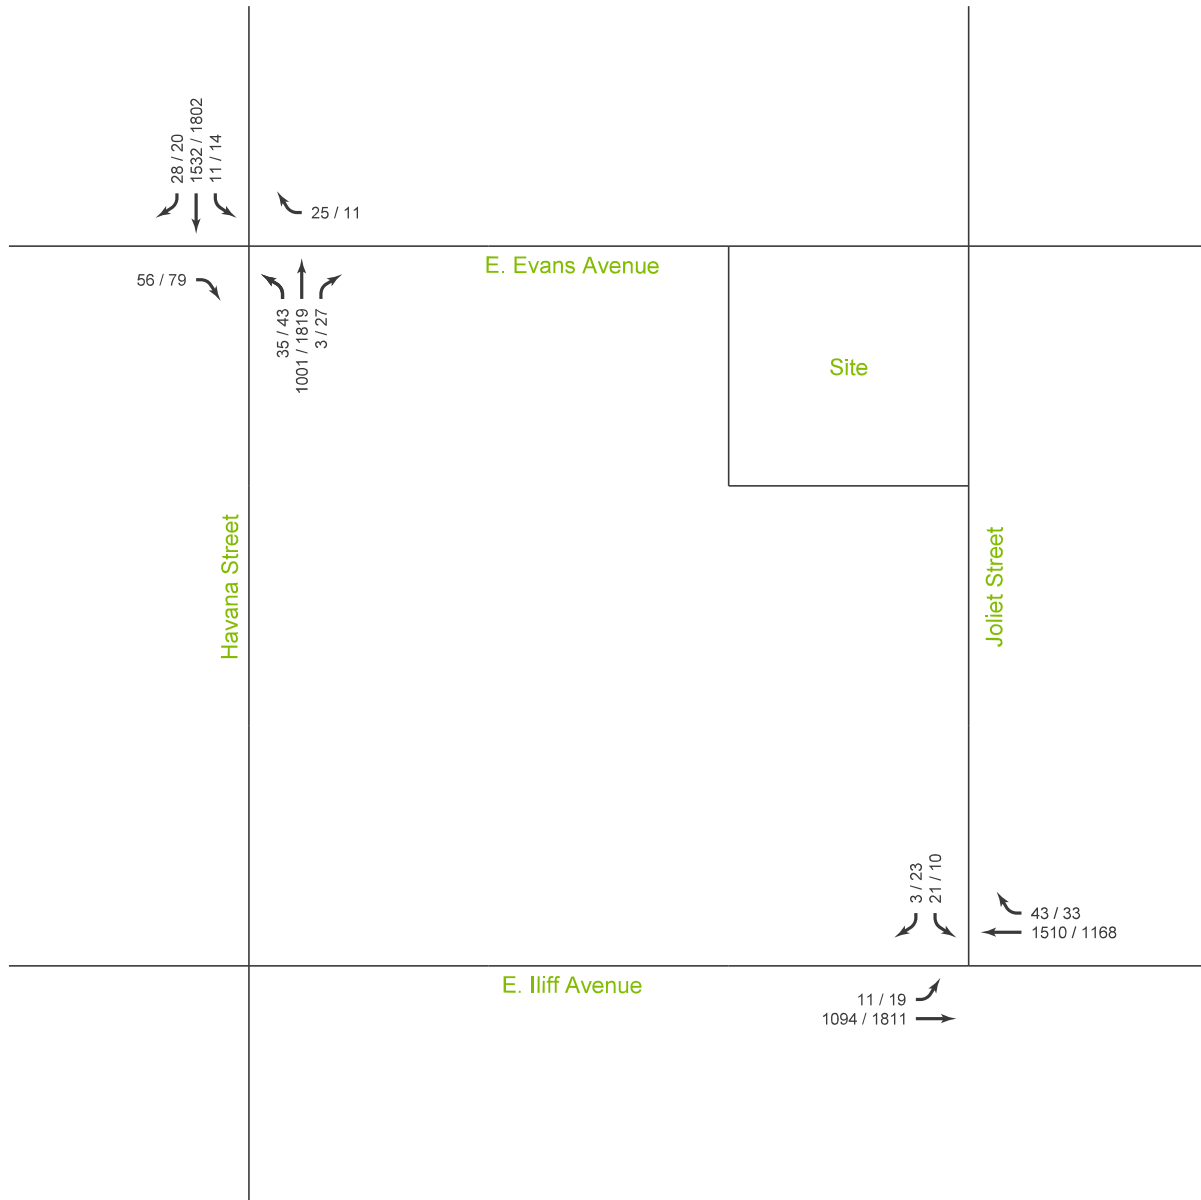 28 / 20
1532 / 1802
11 / 14
25 / 11
E. Evans Avenue
56 / 79
35 / 43
1001 / 1819
3 / 27
Site
Havana Street
Joliet Street
3 / 23
21 / 10
43 / 33
1510 / 1168
E. Iliff Avenue
11 / 19
1094 / 1811